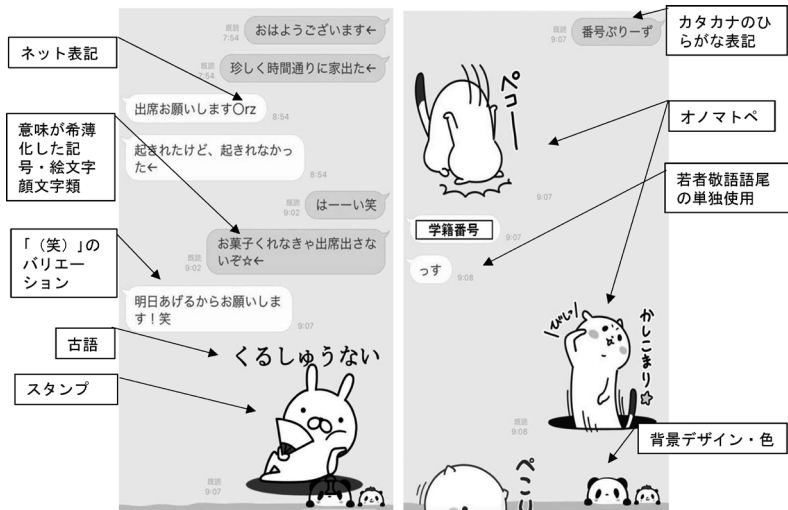 既読
7:54
おはようございます←
既読
7:54
珍しく時間通りに家出た←
出席お願いします〇rz
8:54
起きれたけど、起きれなかっ
た←
8:54
既読
9:02
はーーい笑
お菓子くれなきゃ出席出さな
いぞ☆←
既読
9:02
明日あげるからお願いしま
す！笑
9:07
くるしゅうない
既読
9:07
ネット表記
意味が希薄
化した記
号・絵文字
顔文字類
「（笑）」の
バリエー
ション
古語
スタンプ
既読
9:07
番号ぷりーず
ペコーー
9:07
学籍番号
9:07
っす
9:08
びしっ
かしこまり☆
既読
9:08
ぺこ
カタカナのひ
らがな表記
オノマトペ
若者敬語語尾
の単独使用
背景デザイン・色